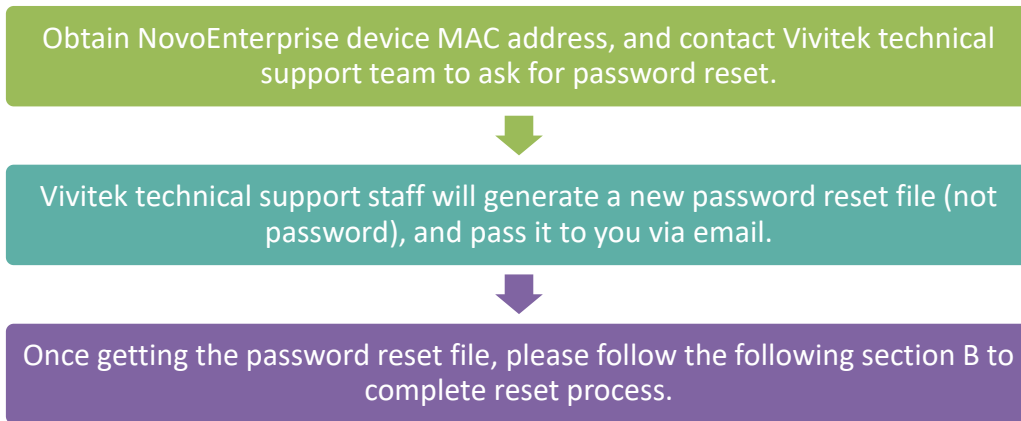 Obtain NovoEnterprise device MAC address, and contact Vivitek technical
support team to ask for password reset.
Vivitek technical support staff will generate a new password reset file (not
password), and pass it to you via email.
Once getting the password reset file, please follow the following section B to
complete reset process.